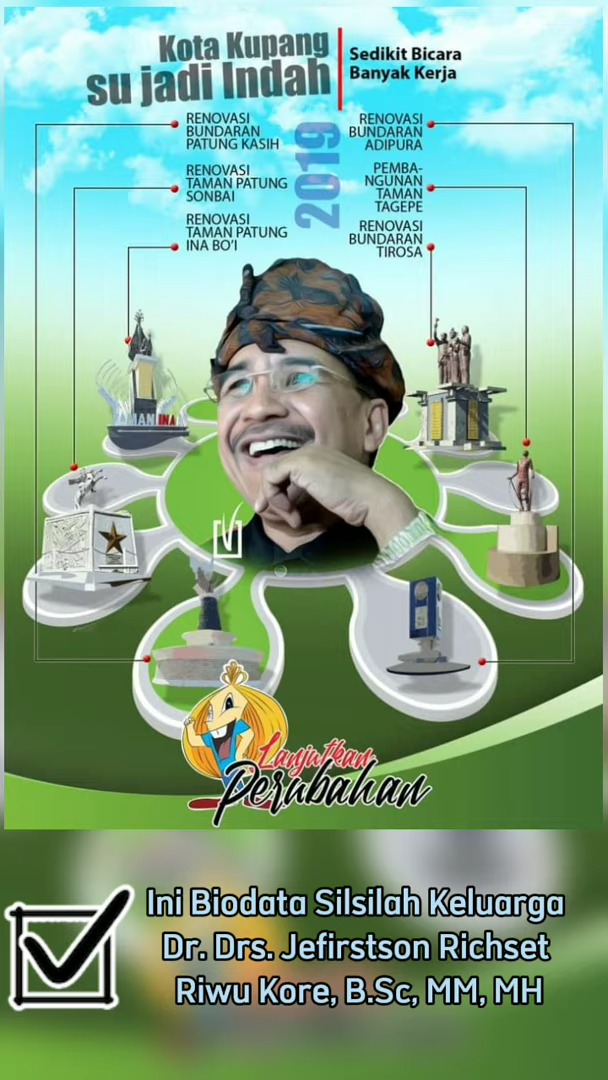 Kota Kupang
su jadi Indah
Sedikit Bicara
Banyak Kerja
2019
RENOVASI
BUNDARAN
PATUNG KASIH
RENOVASI
TAMAN PATUNG
SONBAI
RENOVASI
TAMAN PATUNG
INA BO'I
RENOVASI
BUNDARAN
ADIPURA
PEMBA-
NGUNAN
TAMAN
TAGEPE
RENOVASI
BUNDARAN
TIROSA
TAMAN INA
Lanjutkan
Perubahan
Ini Biodata Silsilah Keluarga
Dr. Drs. Jefirstson Richset
Riwu Kore, B.Sc, MM, MH